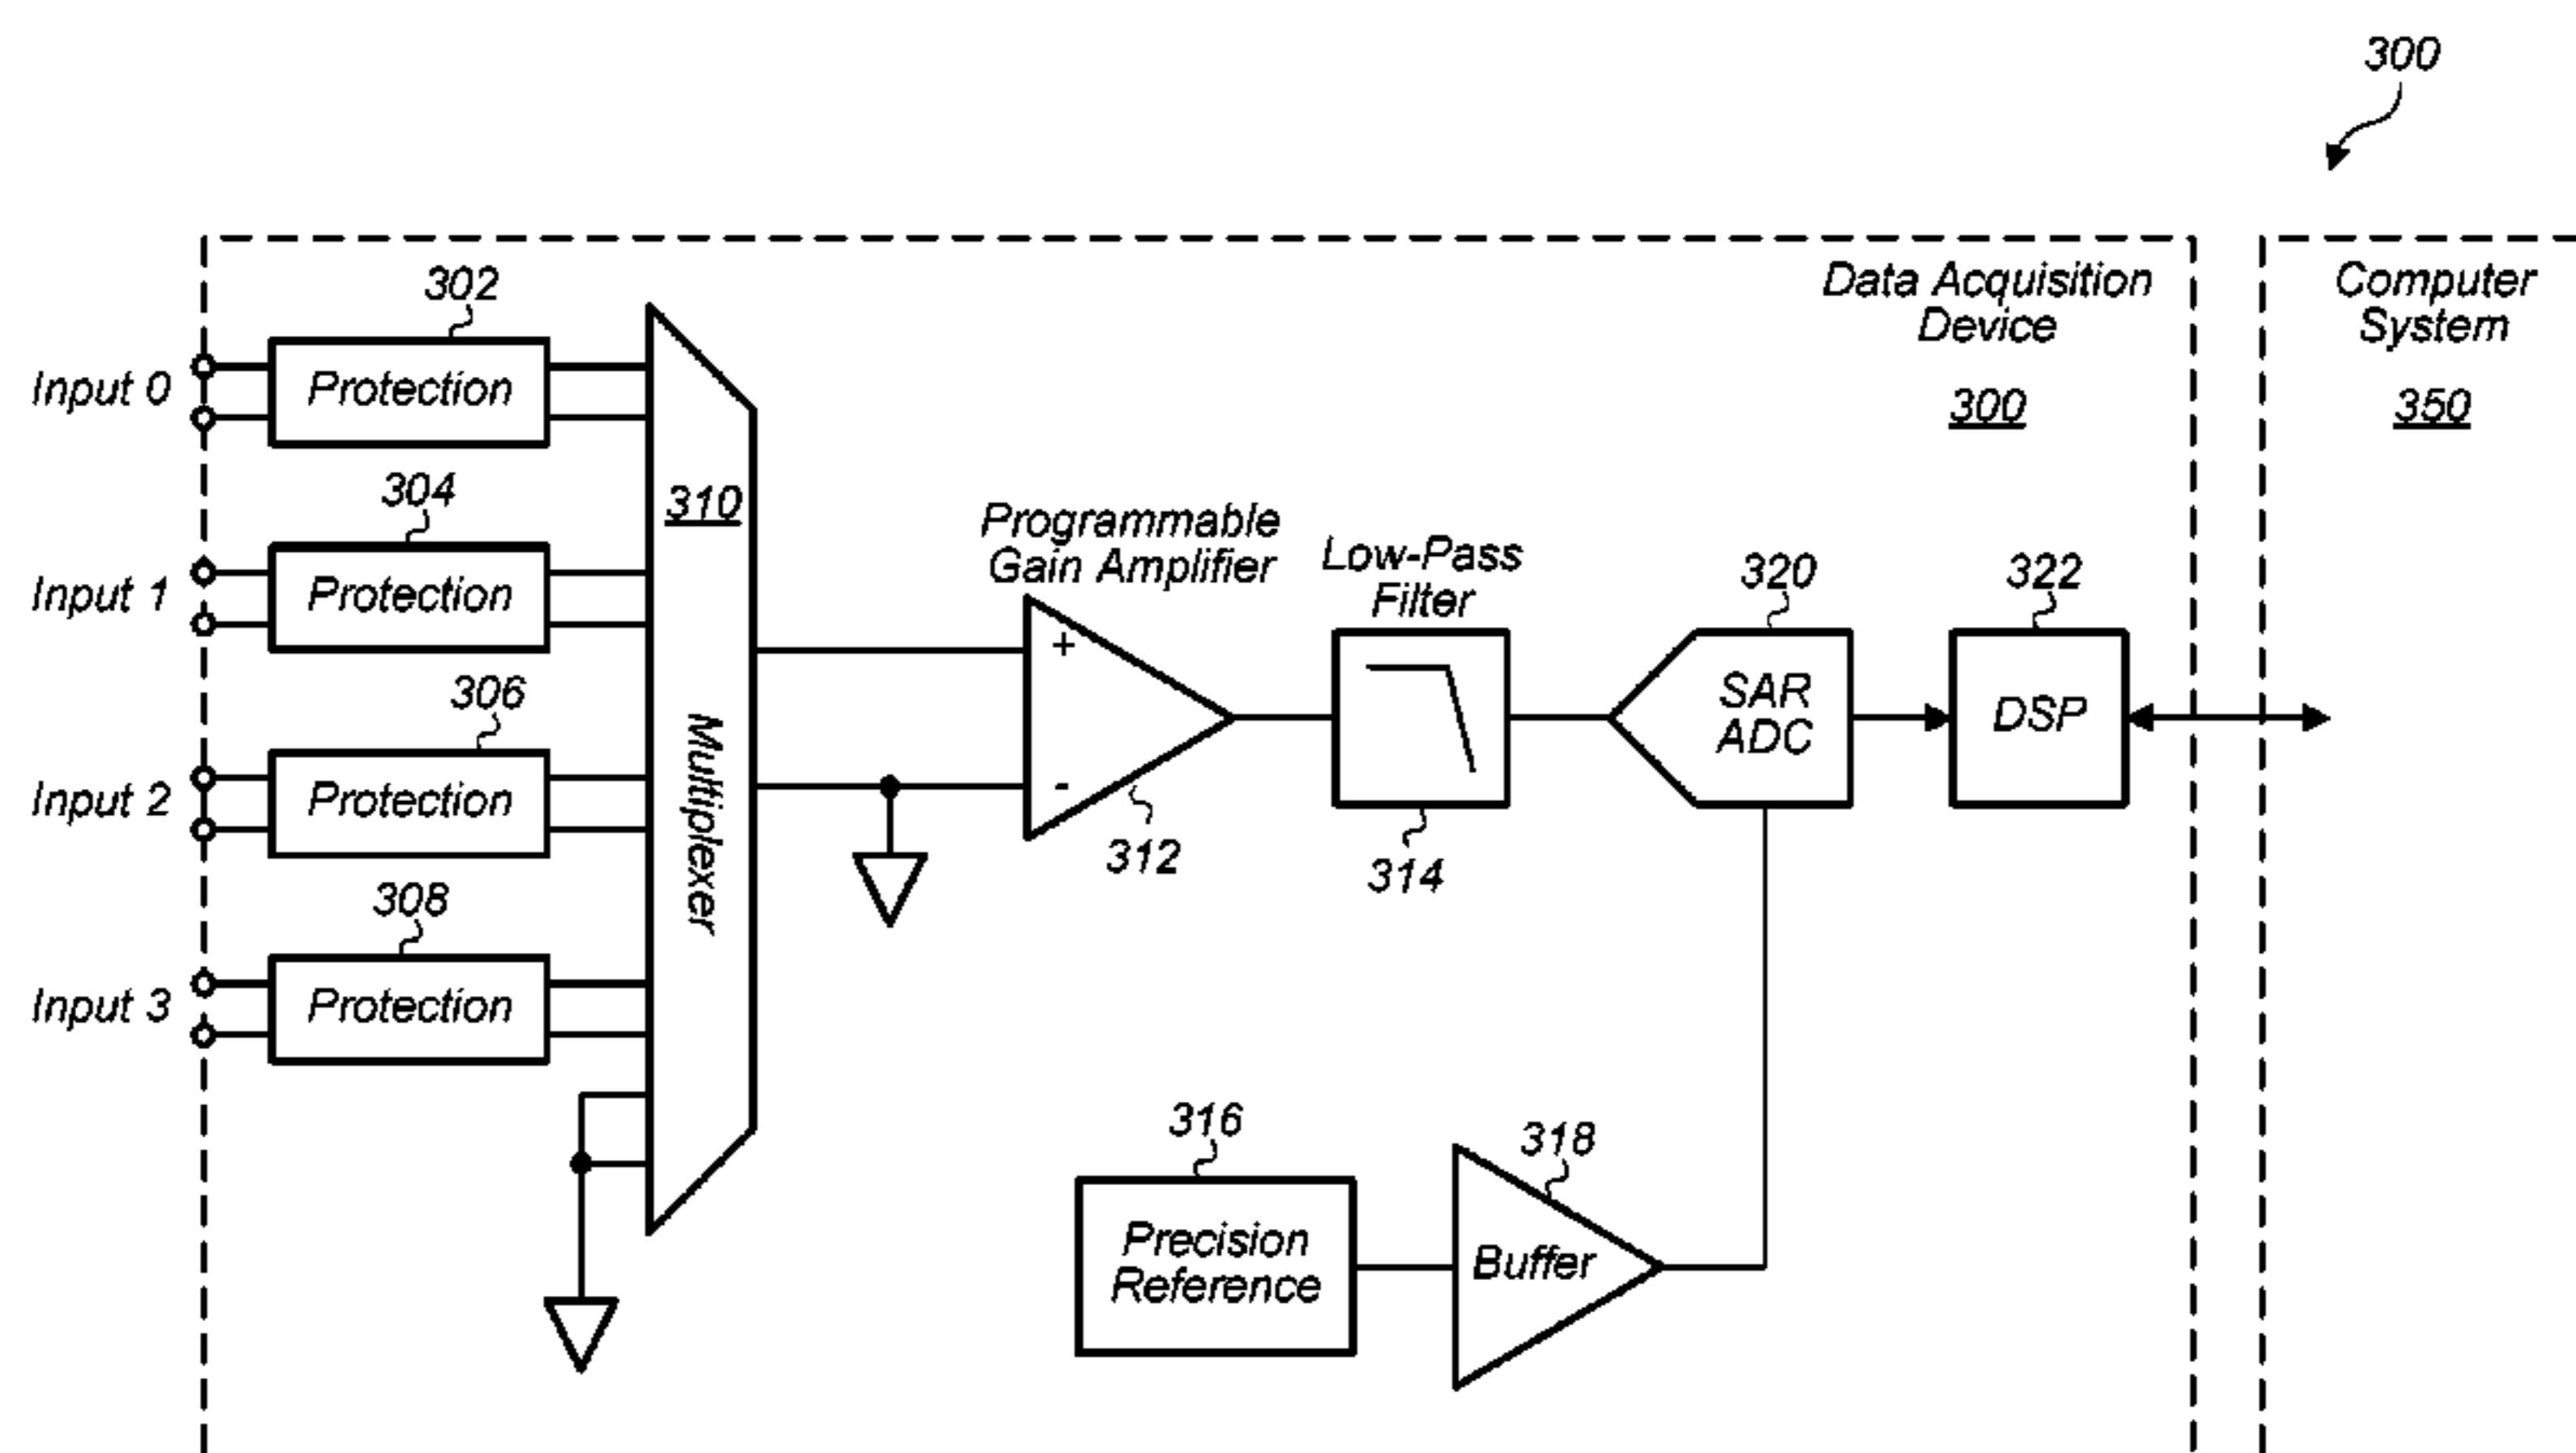 300
Data Acquisition
Device
300
Computer
System
350
302
Input 0
Protection
304
Input 1
Protection
306
Input 2
Protection
308
Input 3
Protection
310
Multiplexer
Programmable
Gain Amplifier
+
-
312
Low-Pass
Filter
314
320
SAR
ADC
322
DSP
316
Precision
Reference
318
Buffer